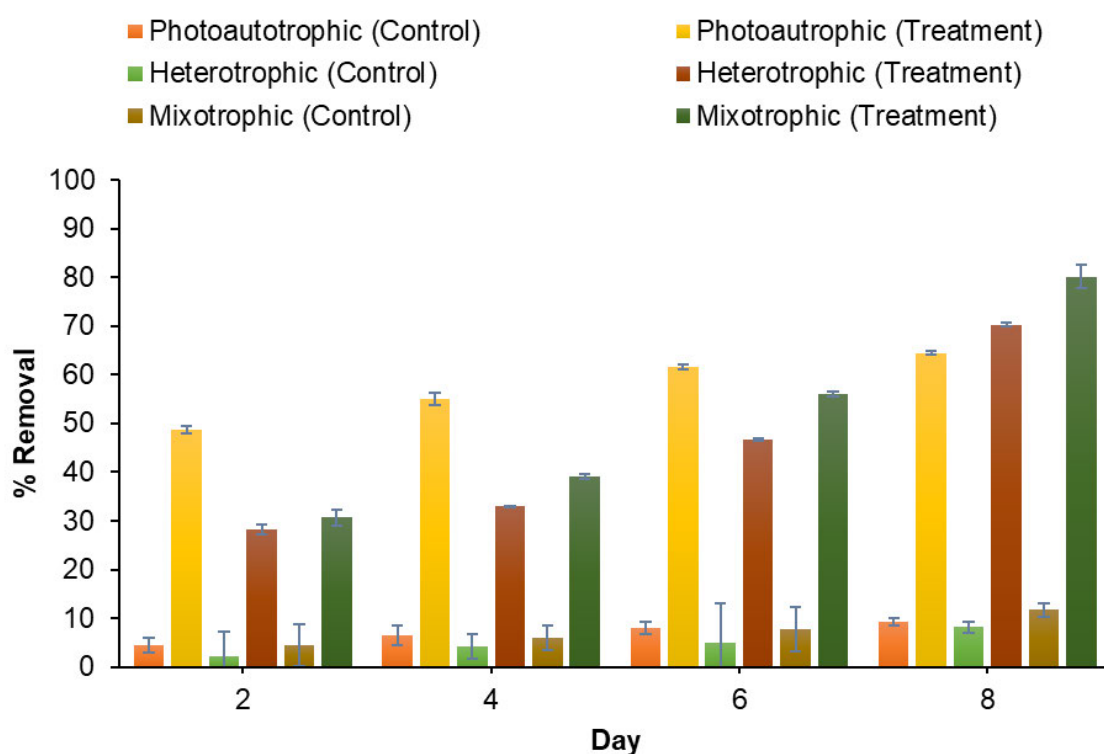 Photoautotrophic (Control)
Photoautrophic (Treatment)
Heterotrophic (Control)
Heterotrophic (Treatment)
Mixotrophic (Control)
Mixotrophic (Treatment)
100
90
80
70
60
50
40
30
20
10
0
% Removal
2 4 6 8
Day